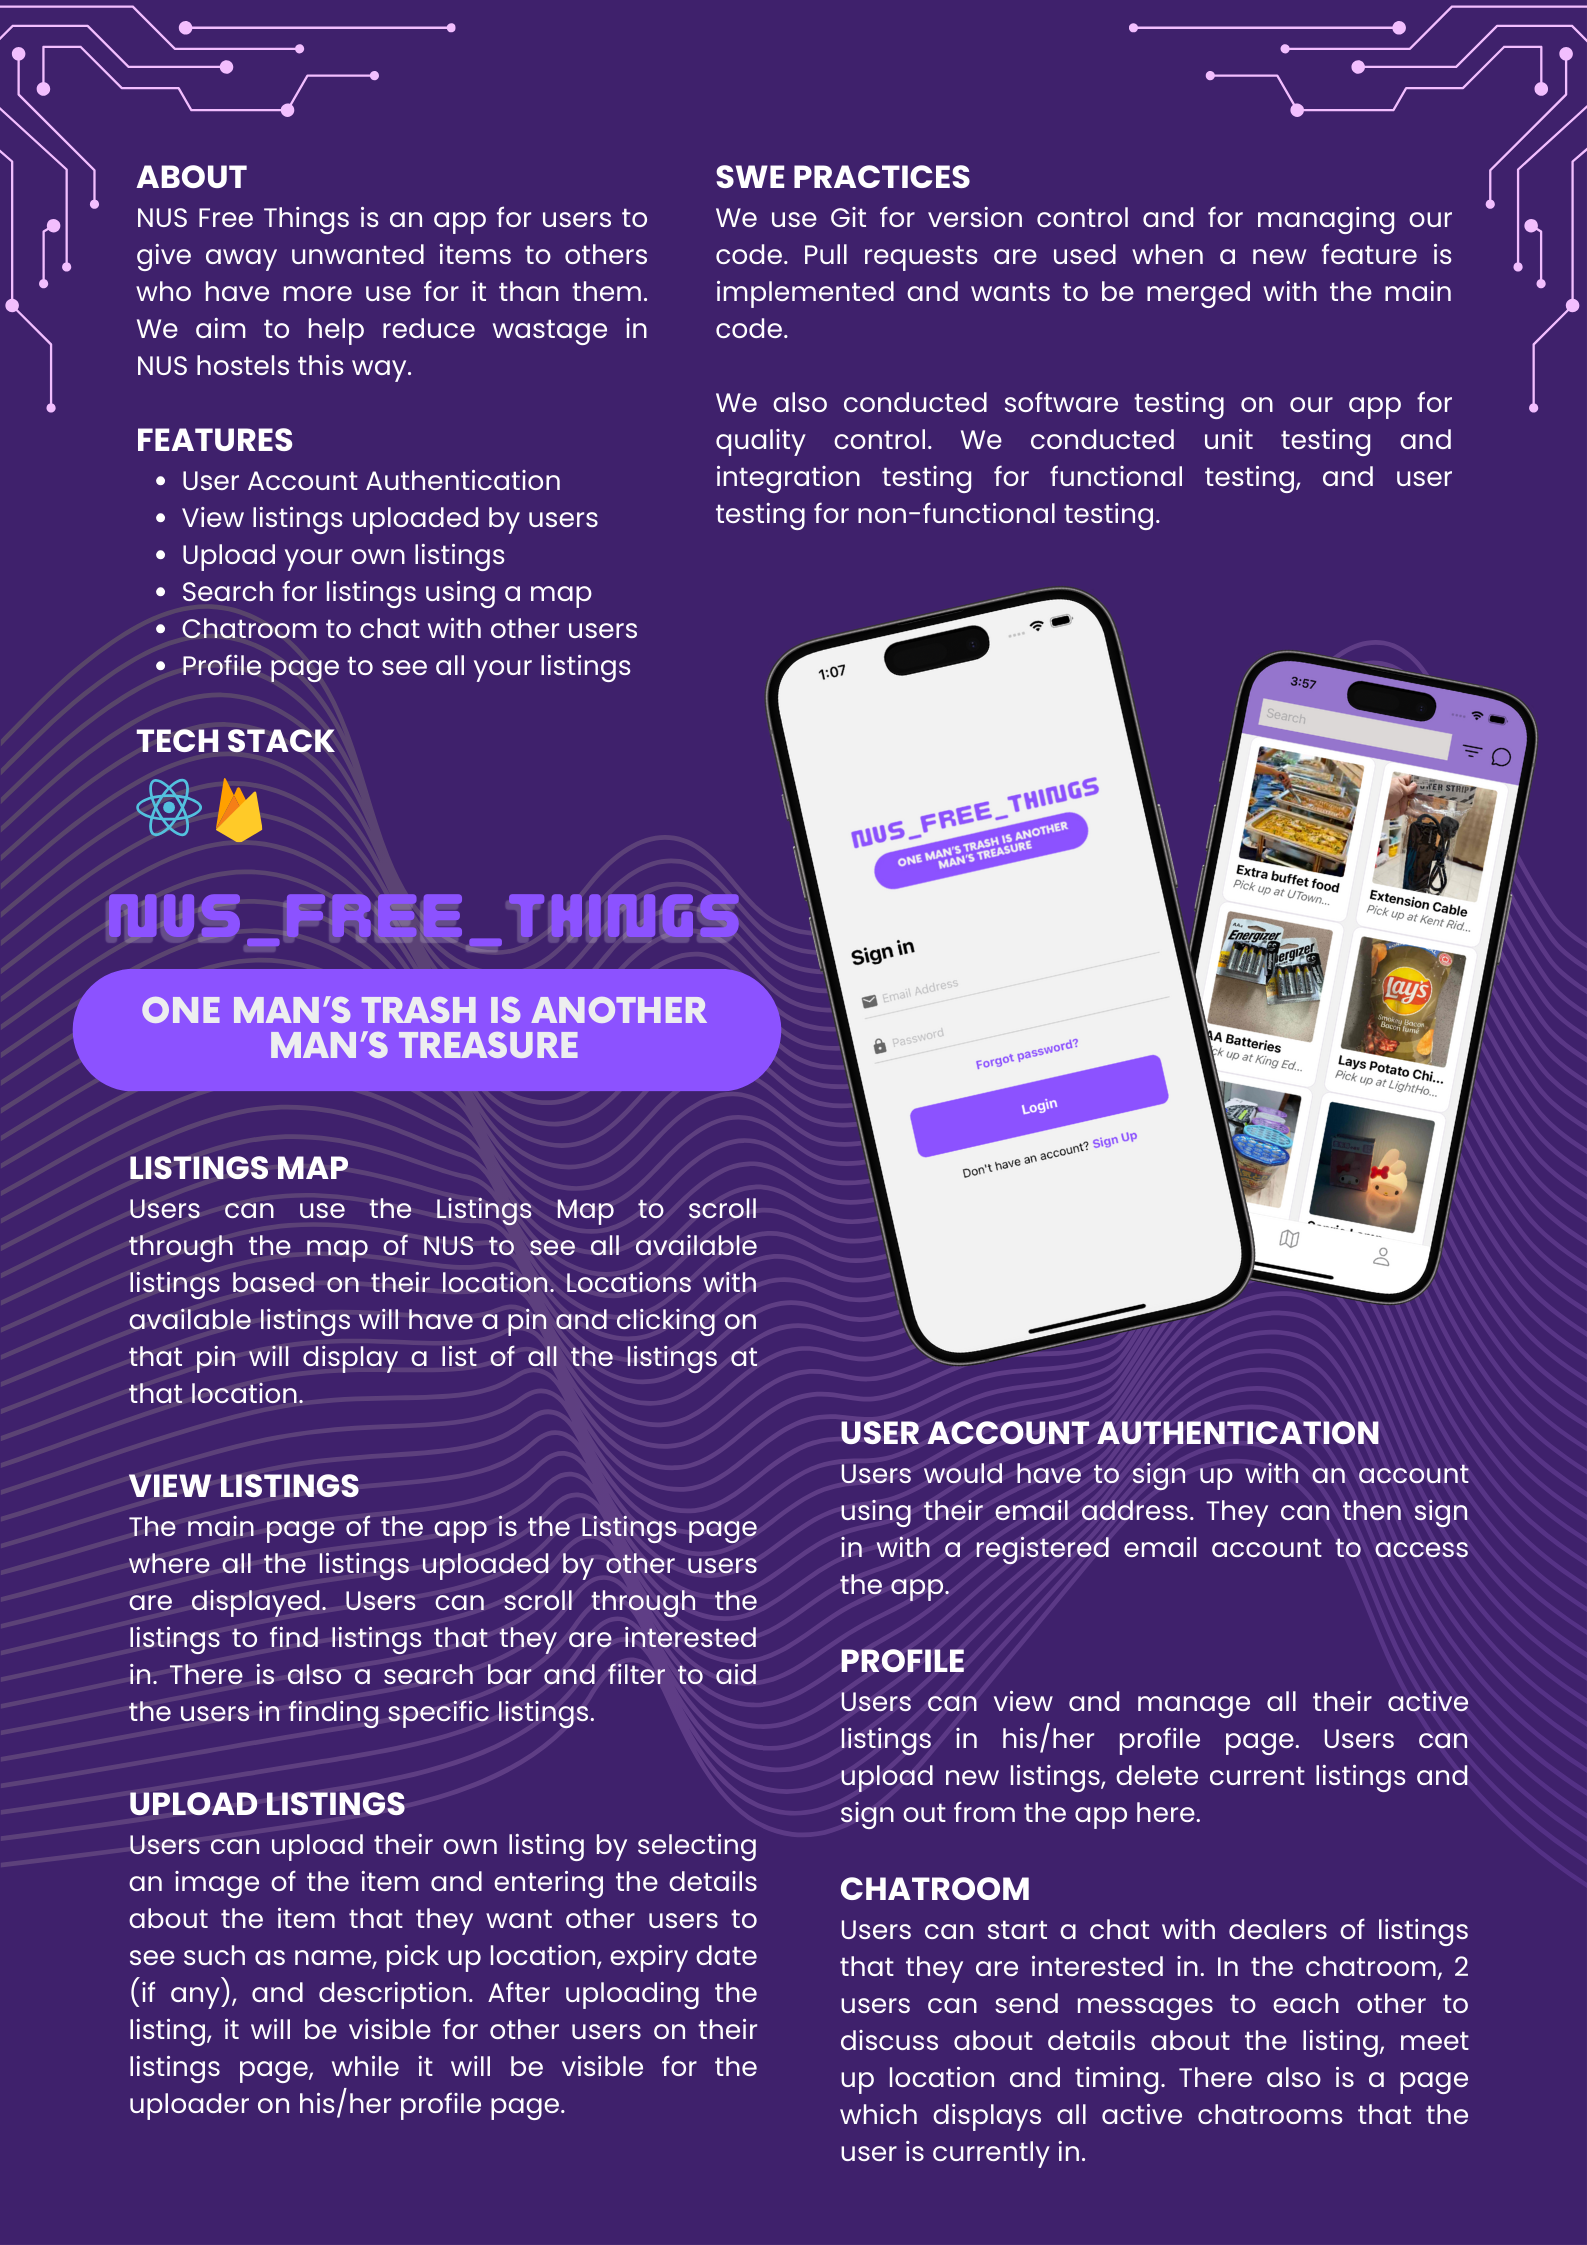 ABOUT
NUS Free Things is an app for users to
give away unwanted items to others
who have more use for it than them.
We aim to help reduce wastage in
NUS hostels this way.
FEATURES
• User Account Authentication
• View listings uploaded by users
• Upload your own listings
• Search for listings using a map
• Chatroom to chat with other users
• Profile page to see all your listings
TECH STACK
SWE PRACTICES
We use Git for version control and for managing our
code. Pull requests are used when a new feature is
implemented and wants to be merged with the main
code.
We also conducted software testing on our app for
quality control. We conducted unit testing and
integration testing for functional testing, and user
testing for non-functional testing.
NUS_FREE_THINGS
ONE MAN'S TRASH IS ANOTHER
MAN'S TREASURE
1:07
NUS_FREE_THINGS
ONE MAN'S TRASH IS ANOTHER
MAN'S TREASURE
Sign in
Email Address
Password
Forgot password?
Login
Don't have an account? Sign Up
3:57
Search
Extra buffet food
Pick up at UTown...
Extension Cable
Pick up at Kent Rid...
Energizer
AA Batteries
ck up at King Ed...
Lay's
Smokey Bacon
Bacon fumé
Lays Potato Chi...
Pick up at LightHo...
LISTINGS MAP
Users can use the Listings Map to scroll
through the map of NUS to see all available
listings based on their location. Locations with
available listings will have a pin and clicking on
that pin will display a list of all the listings at
that location.
VIEW LISTINGS
The main page of the app is the Listings page
where all the listings uploaded by other users
are displayed. Users can scroll through the
listings to find listings that they are interested
in. There is also a search bar and filter to aid
the users in finding specific listings.
UPLOAD LISTINGS
Users can upload their own listing by selecting
an image of the item and entering the details
about the item that they want other users to
see such as name, pick up location, expiry date
(if any), and description. After uploading the
listing, it will be visible for other users on their
listings page, while it will be visible for the
uploader on his/her profile page.
USER ACCOUNT AUTHENTICATION
Users would have to sign up with an account
using their email address. They can then sign
in with a registered email account to access
the app.
PROFILE
Users can view and manage all their active
listings in his/her profile page. Users can
upload new listings, delete current listings and
sign out from the app here.
CHATROOM
Users can start a chat with dealers of listings
that they are interested in. In the chatroom, 2
users can send messages to each other to
discuss about details about the listing, meet
up location and timing. There also is a page
which displays all active chatrooms that the
user is currently in.